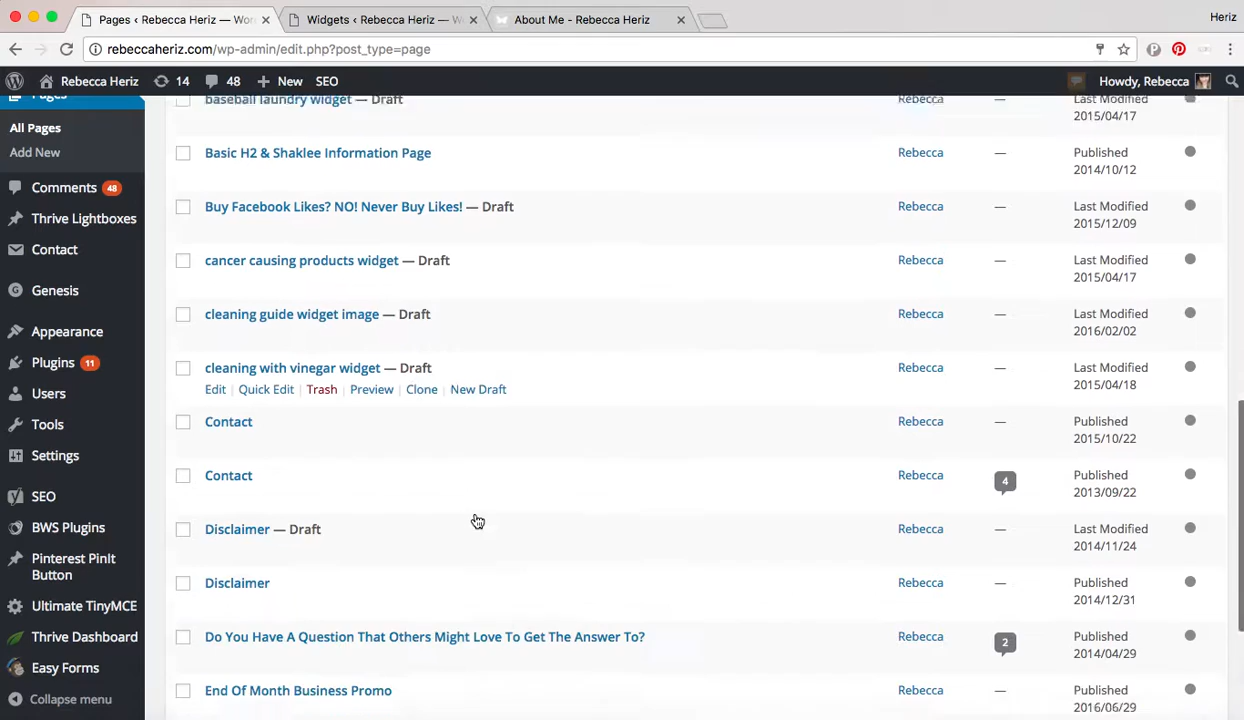 Pages ‹ Rebecca Heriz — Wor
Widgets ‹ Rebecca Heriz — W
About Me - Rebecca Heriz
Heriz
rebeccaheriz.com/wp-admin/edit.php?post_type=page
Rebecca Heriz
14
48
New
SEO
Howdy, Rebecca
Pages
All Pages
Add New
Comments 48
Thrive Lightboxes
Contact
Genesis
Appearance
Plugins 11
Users
Tools
Settings
SEO
BWS Plugins
Pinterest PinIt
Button
Ultimate TinyMCE
Thrive Dashboard
Easy Forms
Collapse menu
baseball laundry widget — Draft
Rebecca
—
Last Modified
2015/04/17
Basic H2 & Shaklee Information Page
Rebecca
—
Published
2014/10/12
Buy Facebook Likes? NO! Never Buy Likes! — Draft
Rebecca
—
Last Modified
2015/12/09
cancer causing products widget — Draft
Rebecca
—
Last Modified
2015/04/17
cleaning guide widget image — Draft
Rebecca
—
Last Modified
2016/02/02
cleaning with vinegar widget — Draft
Edit | Quick Edit | Trash | Preview | Clone | New Draft
Rebecca
—
Last Modified
2015/04/18
Contact
Rebecca
—
Published
2015/10/22
Contact
Rebecca
4
Published
2013/09/22
Disclaimer — Draft
Rebecca
—
Last Modified
2014/11/24
Disclaimer
Rebecca
—
Published
2014/12/31
Do You Have A Question That Others Might Love To Get The Answer To?
Rebecca
2
Published
2014/04/29
End Of Month Business Promo
Rebecca
—
Published
2016/06/29